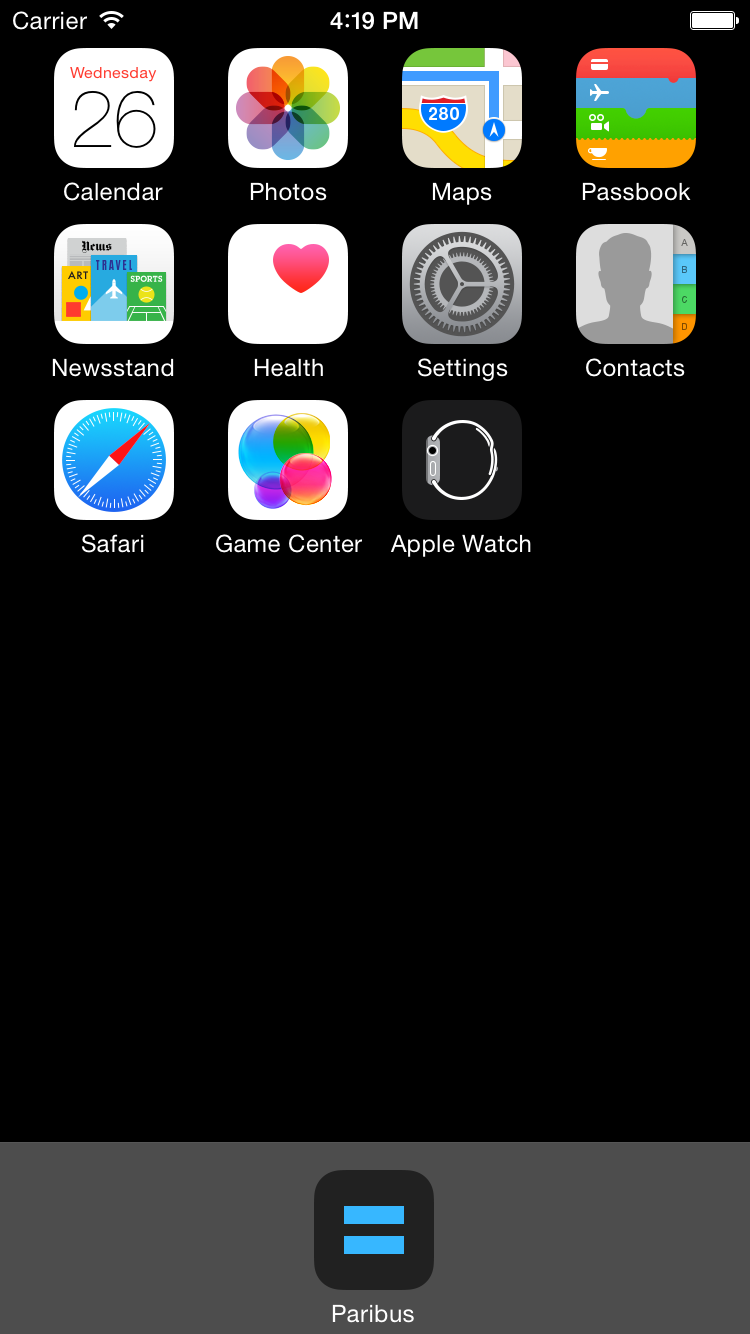 Carrier 4:19 PM
Wednesday
26
280
Calendar Photos Maps Passbook
News
ART TRAVEL SPORTS
A
B
C
D
Newsstand Health Settings Contacts
Safari Game Center Apple Watch
Paribus